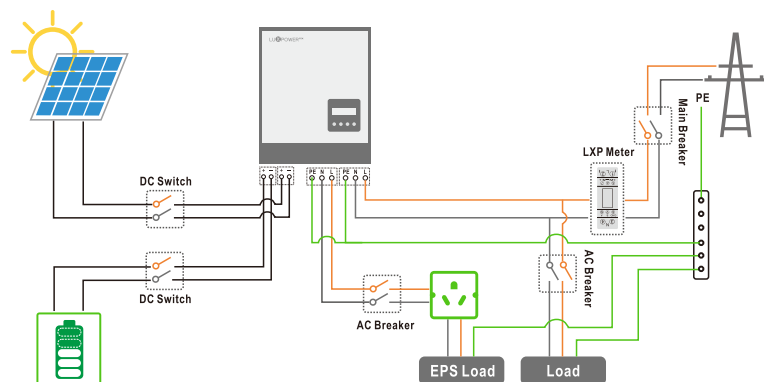 LUXPOWER
PE
Main Breaker
LXP Meter
DC Switch
+ − + −
PE N L PE N L
DC Switch
AC Breaker
AC Breaker
EPS Load
Load